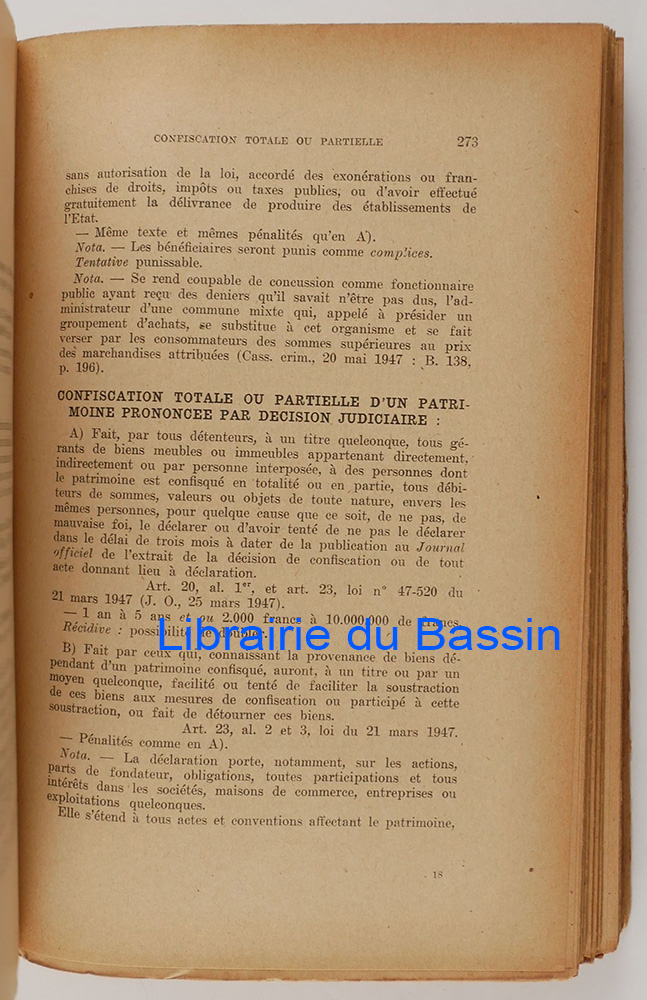 CONFISCATION TOTALE OU PARTIELLE 273
sans autorisation de la loi, accordé des exonérations ou fran-
chises de droits, impôts ou taxes publics, ou d'avoir effectué
gratuitement la délivrance de produire des établissements de
l'Etat.
— Même texte et mêmes pénalités qu'en A).
Nota. — Les bénéficiaires seront punis comme complices.
Tentative punissable.
Nota. — Se rend coupable de concussion comme fonctionnaire
public ayant reçu des deniers qu'il savait n'être pas dus, l'ad-
ministrateur d'une commune mixte qui, appelé à présider un
groupement d'achats, se substitue à cet organisme et se fait
verser par les consommateurs des sommes supérieures au prix
des marchandises attribuées (Cass. crim., 20 mai 1947 : B. 138,
p. 196).
CONFISCATION TOTALE OU PARTIELLE D'UN PATRI-
MOINE PRONONCEE PAR DECISION JUDICIAIRE :
A) Fait, par tous détenteurs, à un titre quelconque, tous gé-
rants de biens meubles ou immeubles appartenant directement,
indirectement ou par personne interposée, à des personnes dont
le patrimoine est confisqué en totalité ou en partie, tous débi-
teurs de sommes, valeurs ou objets de toute nature, envers les
mêmes personnes, pour quelque cause que ce soit, de ne pas, de
mauvaise foi, le déclarer ou d'avoir tenté de ne pas le déclarer
dans le délai de trois mois à dater de la publication au Journal
officiel de l'extrait de la décision de confiscation ou de tout
acte donnant lieu à déclaration.
Art. 20, al. 1er, et art. 23, loi n° 47-520 du
21 mars 1947 (J. O., 25 mars 1947).
— 1 an à 5 ans et ou 2.000 francs à 10.000.000 de francs.
Récidive : possibilité de doubler.
Librairie du Bassin
B) Fait par ceux qui, connaissant la provenance de biens dé-
pendant d'un patrimoine confisqué, auront, à un titre ou par un
moyen quelconque, facilité ou tenté de faciliter la soustraction
de ces biens aux mesures de confiscation ou participé à cette
soustraction, ou fait de détourner ces biens.
Art. 23, al. 2 et 3, loi du 21 mars 1947.
— Pénalités comme en A).
Nota. — La déclaration porte, notamment, sur les actions,
parts de fondateur, obligations, toutes participations et tous
intérêts dans les sociétés, maisons de commerce, entreprises ou
exploitations quelconques.
Elle s'étend à tous actes et conventions affectant le patrimoine,
18